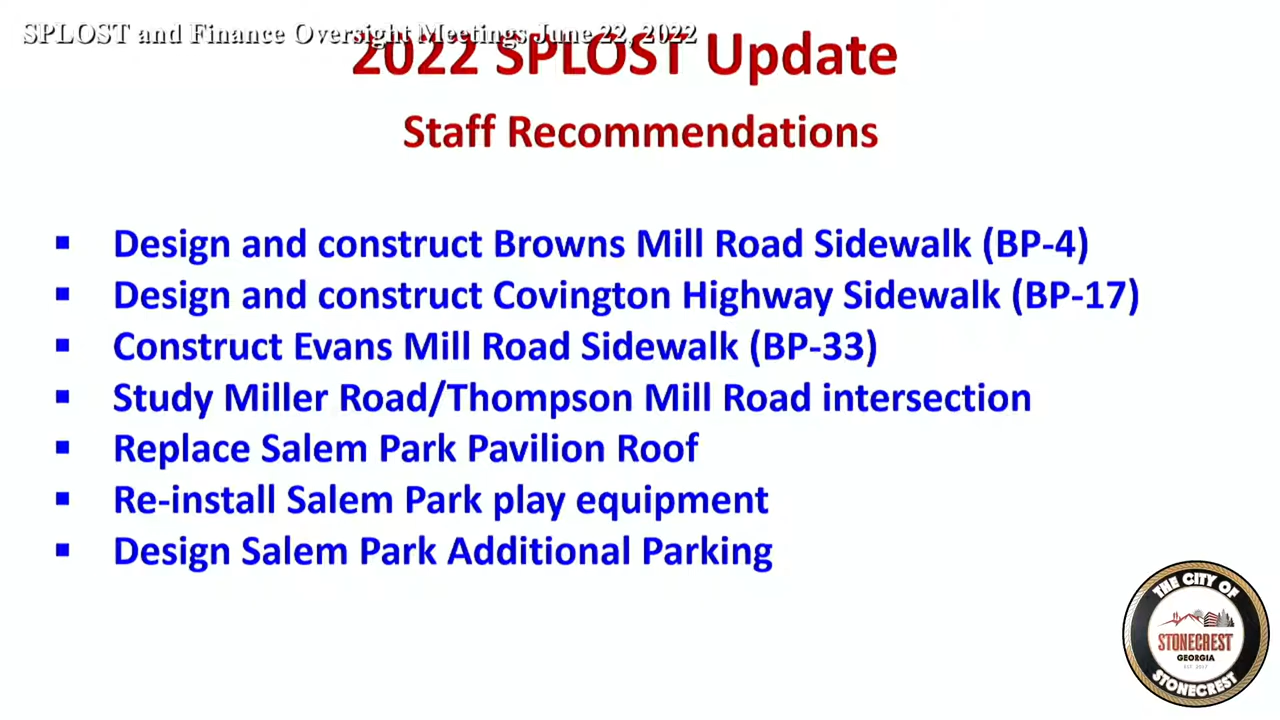 SPLOST and Finance Oversight Meetings June 22, 2022
2022 SPLOST Update
Staff Recommendations
▪ Design and construct Browns Mill Road Sidewalk (BP-4)
▪ Design and construct Covington Highway Sidewalk (BP-17)
▪ Construct Evans Mill Road Sidewalk (BP-33)
▪ Study Miller Road/Thompson Mill Road intersection
▪ Replace Salem Park Pavilion Roof
▪ Re-install Salem Park play equipment
▪ Design Salem Park Additional Parking
THE CITY OF
STONECREST
GEORGIA
EST. 2017
STONECREST